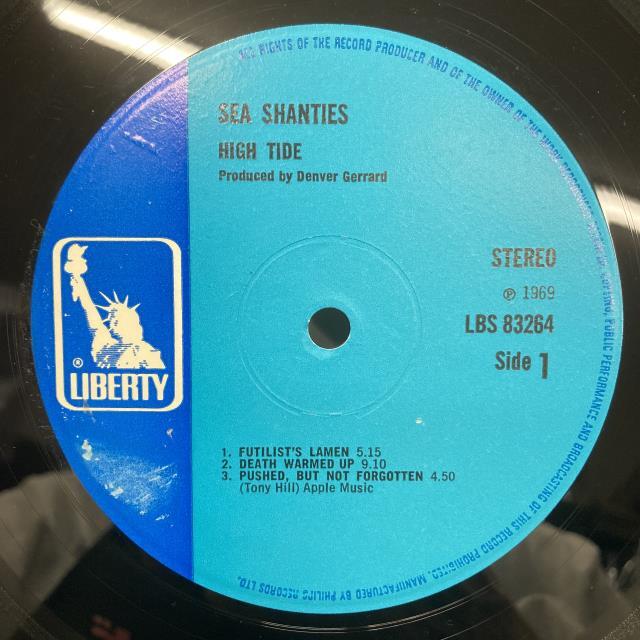 ALL RIGHTS OF THE RECORD PRODUCER AND OF THE OWNER OF THE WORK REPRODUCED RESERVED. PUBLIC PERFORMANCE AND BROADCASTING OF THIS RECORD PROHIBITED. MANUFACTURED BY PHILIPS RECORDS LTD.
SEA SHANTIES
HIGH TIDE
Produced by Denver Gerrard
STEREO
℗ 1969
LBS 83264
Side 1
® LIBERTY
1. FUTILIST'S LAMEN 5.15
2. DEATH WARMED UP 9.10
3. PUSHED, BUT NOT FORGOTTEN 4.50
(Tony Hill) Apple Music